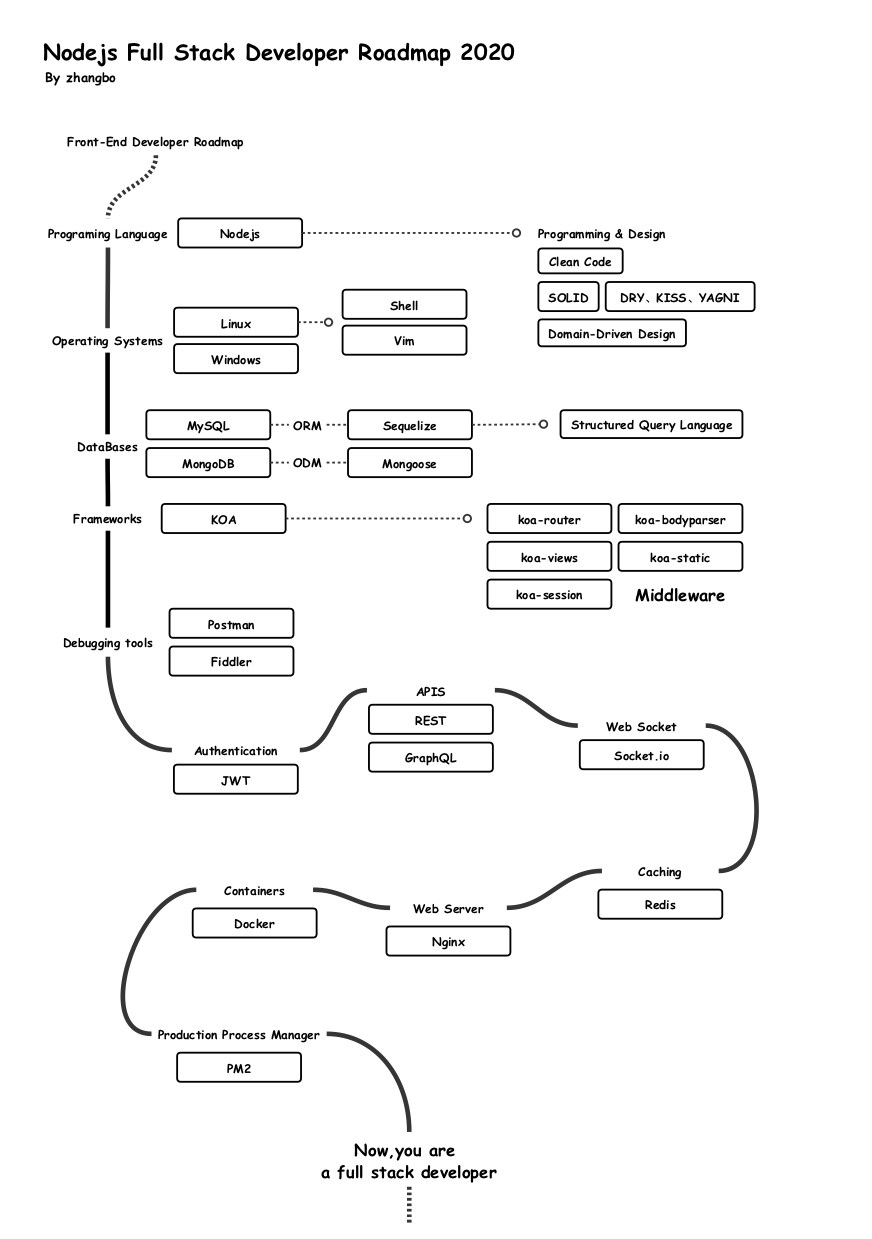 Nodejs Full Stack Developer Roadmap 2020
By zhangbo
Front-End Developer Roadmap
Programing Language
Nodejs
Programming & Design
Clean Code
SOLID
DRY、KISS、YAGNI
Domain-Driven Design
Operating Systems
Linux
Windows
Shell
Vim
DataBases
MySQL
ORM
Sequelize
Structured Query Language
MongoDB
ODM
Mongoose
Frameworks
KOA
koa-router
koa-bodyparser
koa-views
koa-static
koa-session
Middleware
Debugging tools
Postman
Fiddler
Authentication
JWT
APIS
REST
GraphQL
Web Socket
Socket.io
Caching
Redis
Web Server
Nginx
Containers
Docker
Production Process Manager
PM2
Now,you are
a full stack developer